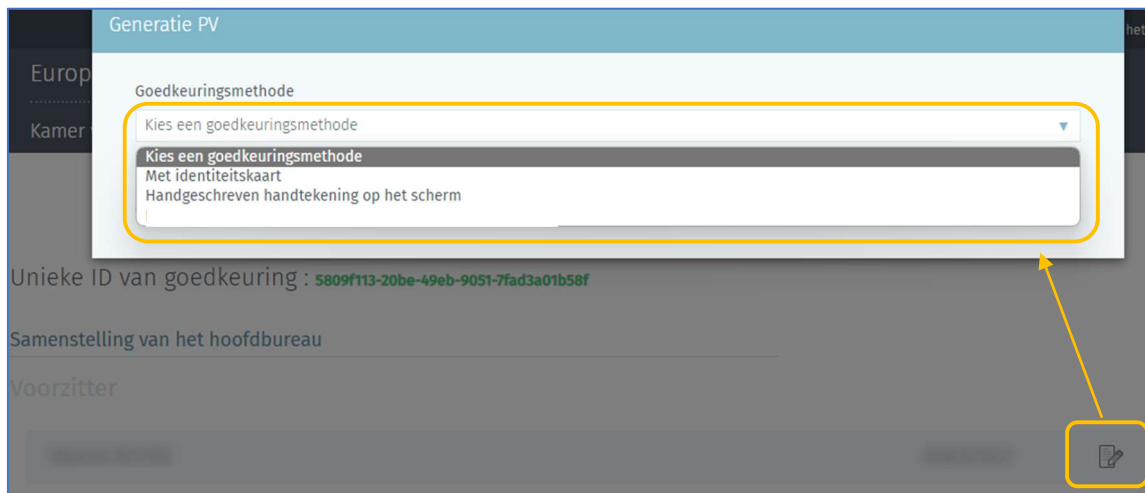 Generatie PV
het
Europ
Goedkeuringsmethode
Kamer
Kies een goedkeuringsmethode
Kies een goedkeuringsmethode
Met identiteitskaart
Handgeschreven handtekening op het scherm
Unieke ID van goedkeuring : 5809f113-20be-49eb-9051-7fad3a01b58f
Samenstelling van het hoofdbureau
Voorzitter